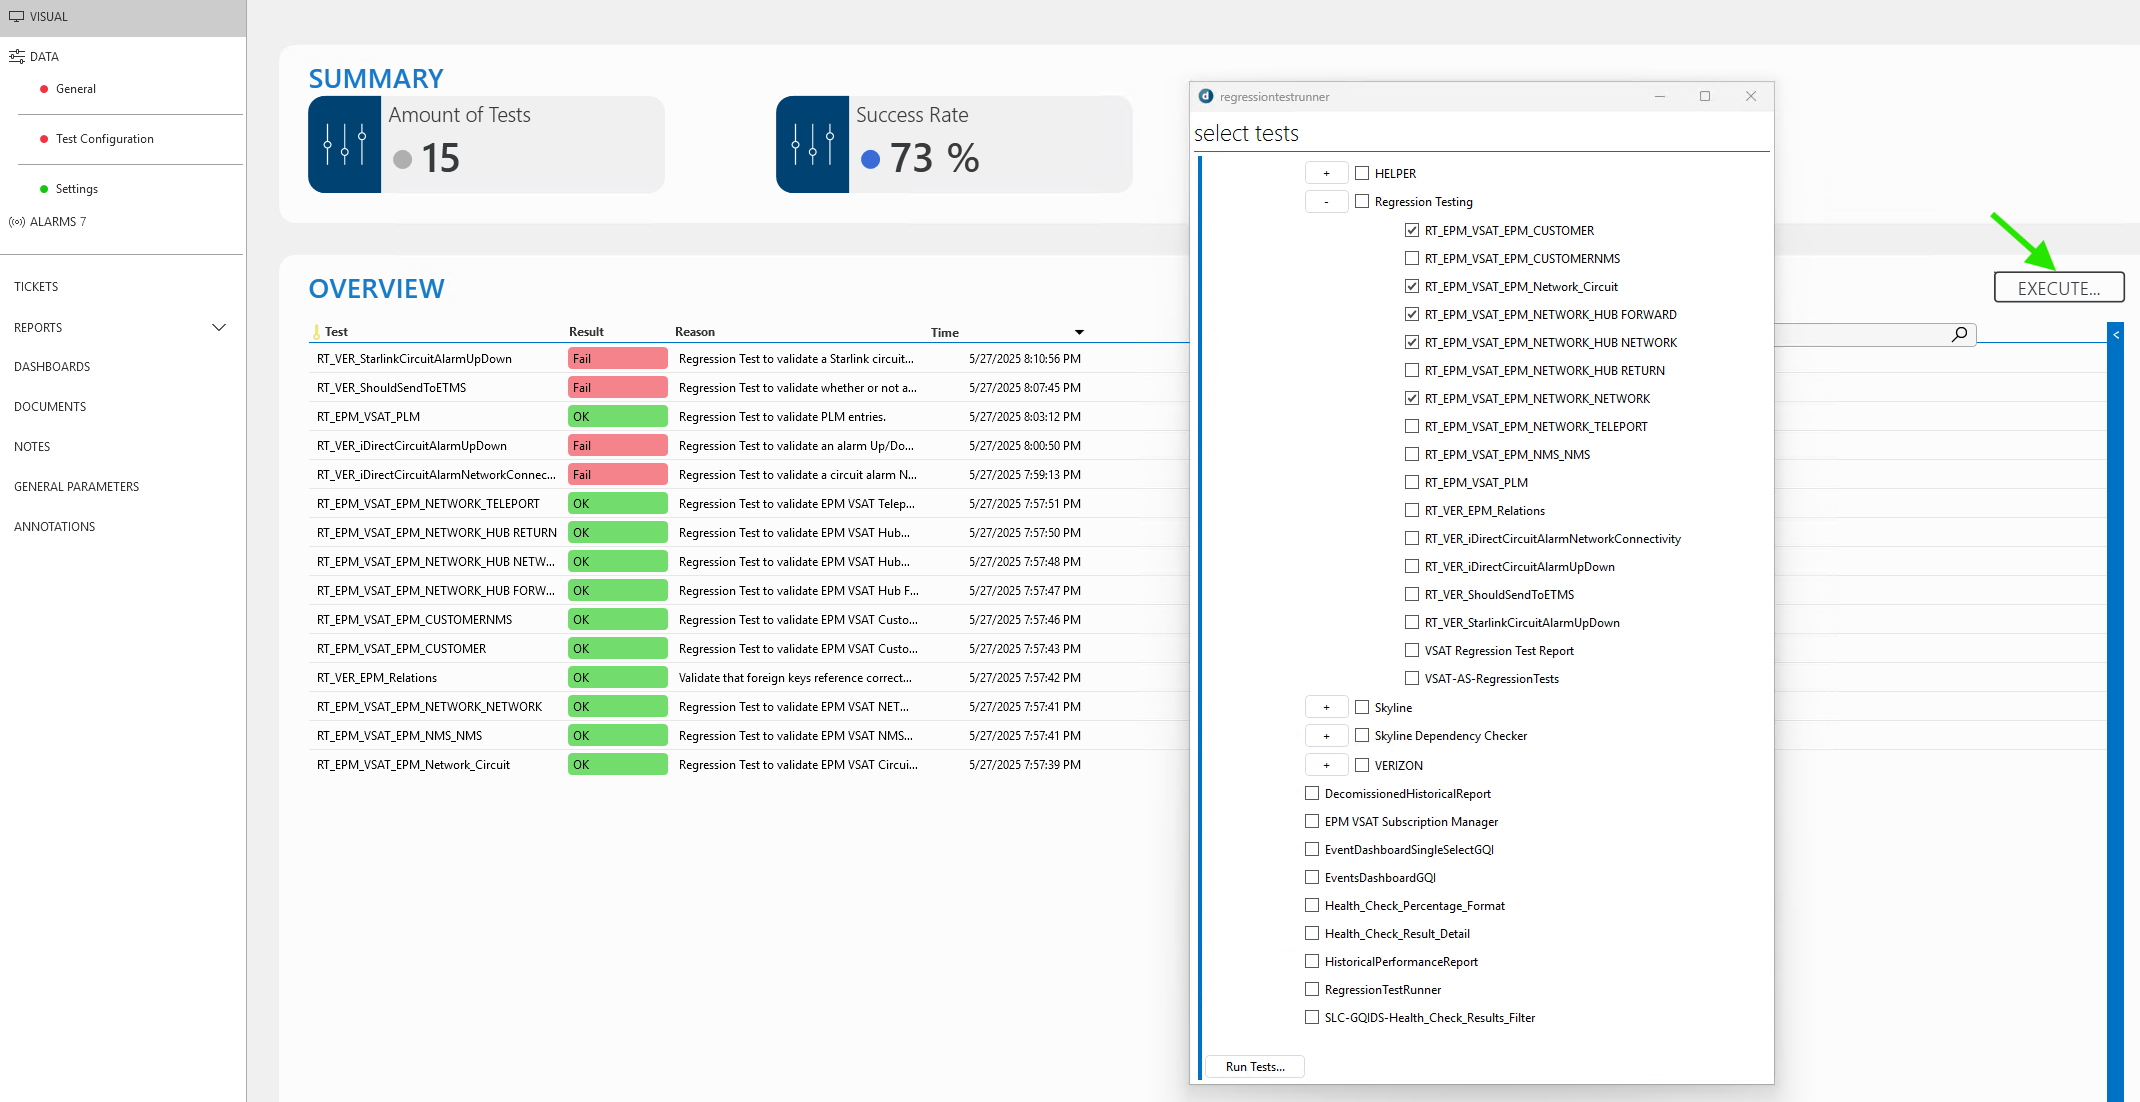 VISUAL
DATA
General
Test Configuration
Settings
ALARMS 7
TICKETS
REPORTS
DASHBOARDS
DOCUMENTS
NOTES
GENERAL PARAMETERS
ANNOTATIONS
SUMMARY
Amount of Tests
15
Success Rate
73 %
OVERVIEW
EXECUTE...
<
Test Result Reason Time
RT_VER_StarlinkCircuitAlarmUpDown Fail Regression Test to validate a Starlink circuit... 5/27/2025 8:10:56 PM
RT_VER_ShouldSendToETMS Fail Regression Test to validate whether or not a... 5/27/2025 8:07:45 PM
RT_EPM_VSAT_PLM OK Regression Test to validate PLM entries. 5/27/2025 8:03:12 PM
RT_VER_iDirectCircuitAlarmUpDown Fail Regression Test to validate an alarm Up/Do... 5/27/2025 8:00:50 PM
RT_VER_iDirectCircuitAlarmNetworkConnec... Fail Regression Test to validate a circuit alarm N... 5/27/2025 7:59:13 PM
RT_EPM_VSAT_EPM_NETWORK_TELEPORT OK Regression Test to validate EPM VSAT Telep... 5/27/2025 7:57:51 PM
RT_EPM_VSAT_EPM_NETWORK_HUB RETURN OK Regression Test to validate EPM VSAT Hub... 5/27/2025 7:57:50 PM
RT_EPM_VSAT_EPM_NETWORK_HUB NETW... OK Regression Test to validate EPM VSAT Hub... 5/27/2025 7:57:48 PM
RT_EPM_VSAT_EPM_NETWORK_HUB FORW... OK Regression Test to validate EPM VSAT Hub F... 5/27/2025 7:57:47 PM
RT_EPM_VSAT_EPM_CUSTOMERNMS OK Regression Test to validate EPM VSAT Custo... 5/27/2025 7:57:46 PM
RT_EPM_VSAT_EPM_CUSTOMER OK Regression Test to validate EPM VSAT Custo... 5/27/2025 7:57:43 PM
RT_VER_EPM_Relations OK Validate that foreign keys reference correct... 5/27/2025 7:57:42 PM
RT_EPM_VSAT_EPM_NETWORK_NETWORK OK Regression Test to validate EPM VSAT NET... 5/27/2025 7:57:41 PM
RT_EPM_VSAT_EPM_NMS_NMS OK Regression Test to validate EPM VSAT NMS... 5/27/2025 7:57:41 PM
RT_EPM_VSAT_EPM_Network_Circuit OK Regression Test to validate EPM VSAT Circui... 5/27/2025 7:57:39 PM
d regressiontestrunner
select tests
+ HELPER
- Regression Testing
RT_EPM_VSAT_EPM_CUSTOMER
RT_EPM_VSAT_EPM_CUSTOMERNMS
RT_EPM_VSAT_EPM_Network_Circuit
RT_EPM_VSAT_EPM_NETWORK_HUB FORWARD
RT_EPM_VSAT_EPM_NETWORK_HUB NETWORK
RT_EPM_VSAT_EPM_NETWORK_HUB RETURN
RT_EPM_VSAT_EPM_NETWORK_NETWORK
RT_EPM_VSAT_EPM_NETWORK_TELEPORT
RT_EPM_VSAT_EPM_NMS_NMS
RT_EPM_VSAT_PLM
RT_VER_EPM_Relations
RT_VER_iDirectCircuitAlarmNetworkConnectivity
RT_VER_iDirectCircuitAlarmUpDown
RT_VER_ShouldSendToETMS
RT_VER_StarlinkCircuitAlarmUpDown
VSAT Regression Test Report
VSAT-AS-RegressionTests
+ Skyline
+ Skyline Dependency Checker
+ VERIZON
DecomissionedHistoricalReport
EPM VSAT Subscription Manager
EventDashboardSingleSelectGQI
EventsDashboardGQI
Health_Check_Percentage_Format
Health_Check_Result_Detail
HistoricalPerformanceReport
RegressionTestRunner
SLC-GQIDS-Health_Check_Results_Filter
Run Tests...